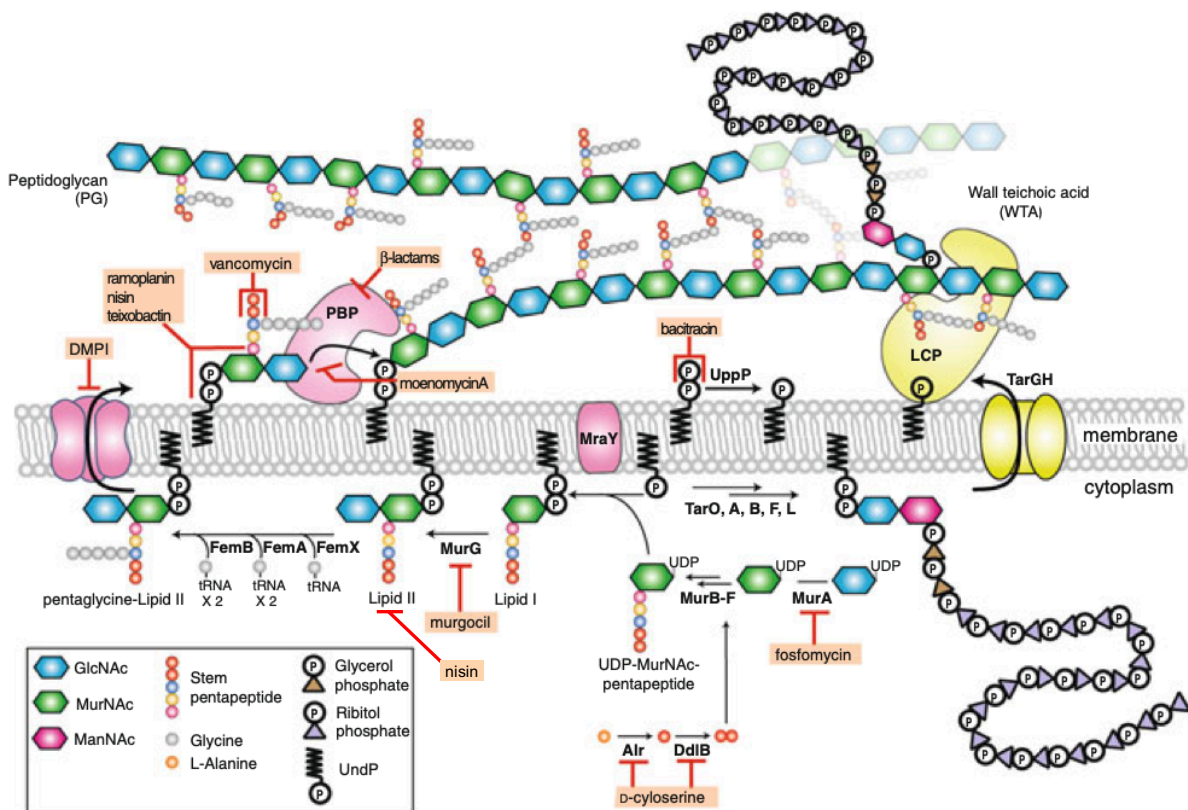 Peptidoglycan
(PG)
Wall teichoic acid
(WTA)
vancomycin
β-lactams
ramoplanin
nisin
teixobactin
PBP
bacitracin
LCP
DMPI
moenomycinA
UppP
TarGH
MraY
membrane
cytoplasm
TarO, A, B, F, L
FemB FemA FemX
MurG
tRNA
X 2
tRNA
X 2
tRNA
pentaglycine-Lipid II
Lipid II
Lipid I
UDP
UDP
UDP
MurB-F
MurA
murgocil
nisin
fosfomycin
UDP-MurNAc-
pentapeptide
Alr
DdlB
D-cyloserine
GlcNAc
MurNAc
ManNAc
Stem
pentapeptide
Glycine
L-Alanine
P Glycerol
phosphate
P Ribitol
phosphate
UndP
P